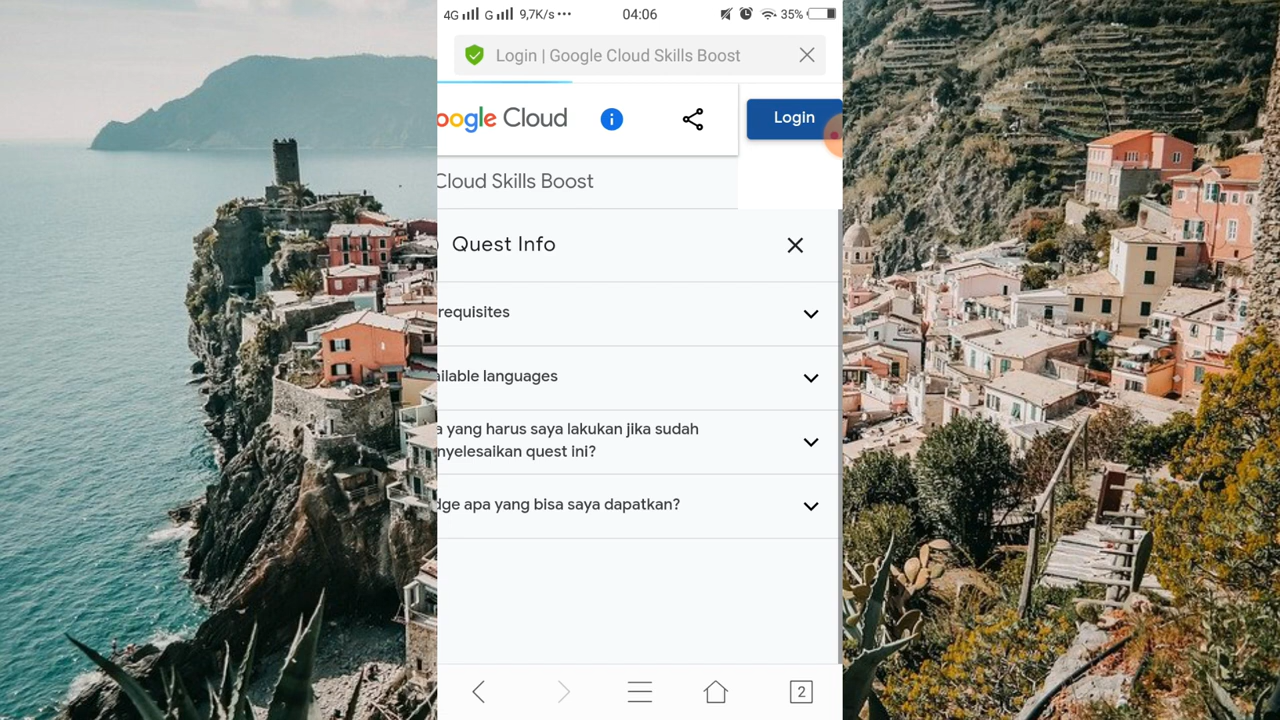 4G G 9,7K/s ••• 04:06 35%
Login | Google Cloud Skills Boost
oogle Cloud
Login
Cloud Skills Boost
Quest Info
requisites
ilable languages
a yang harus saya lakukan jika sudah
nyelesaikan quest ini?
dge apa yang bisa saya dapatkan?
2